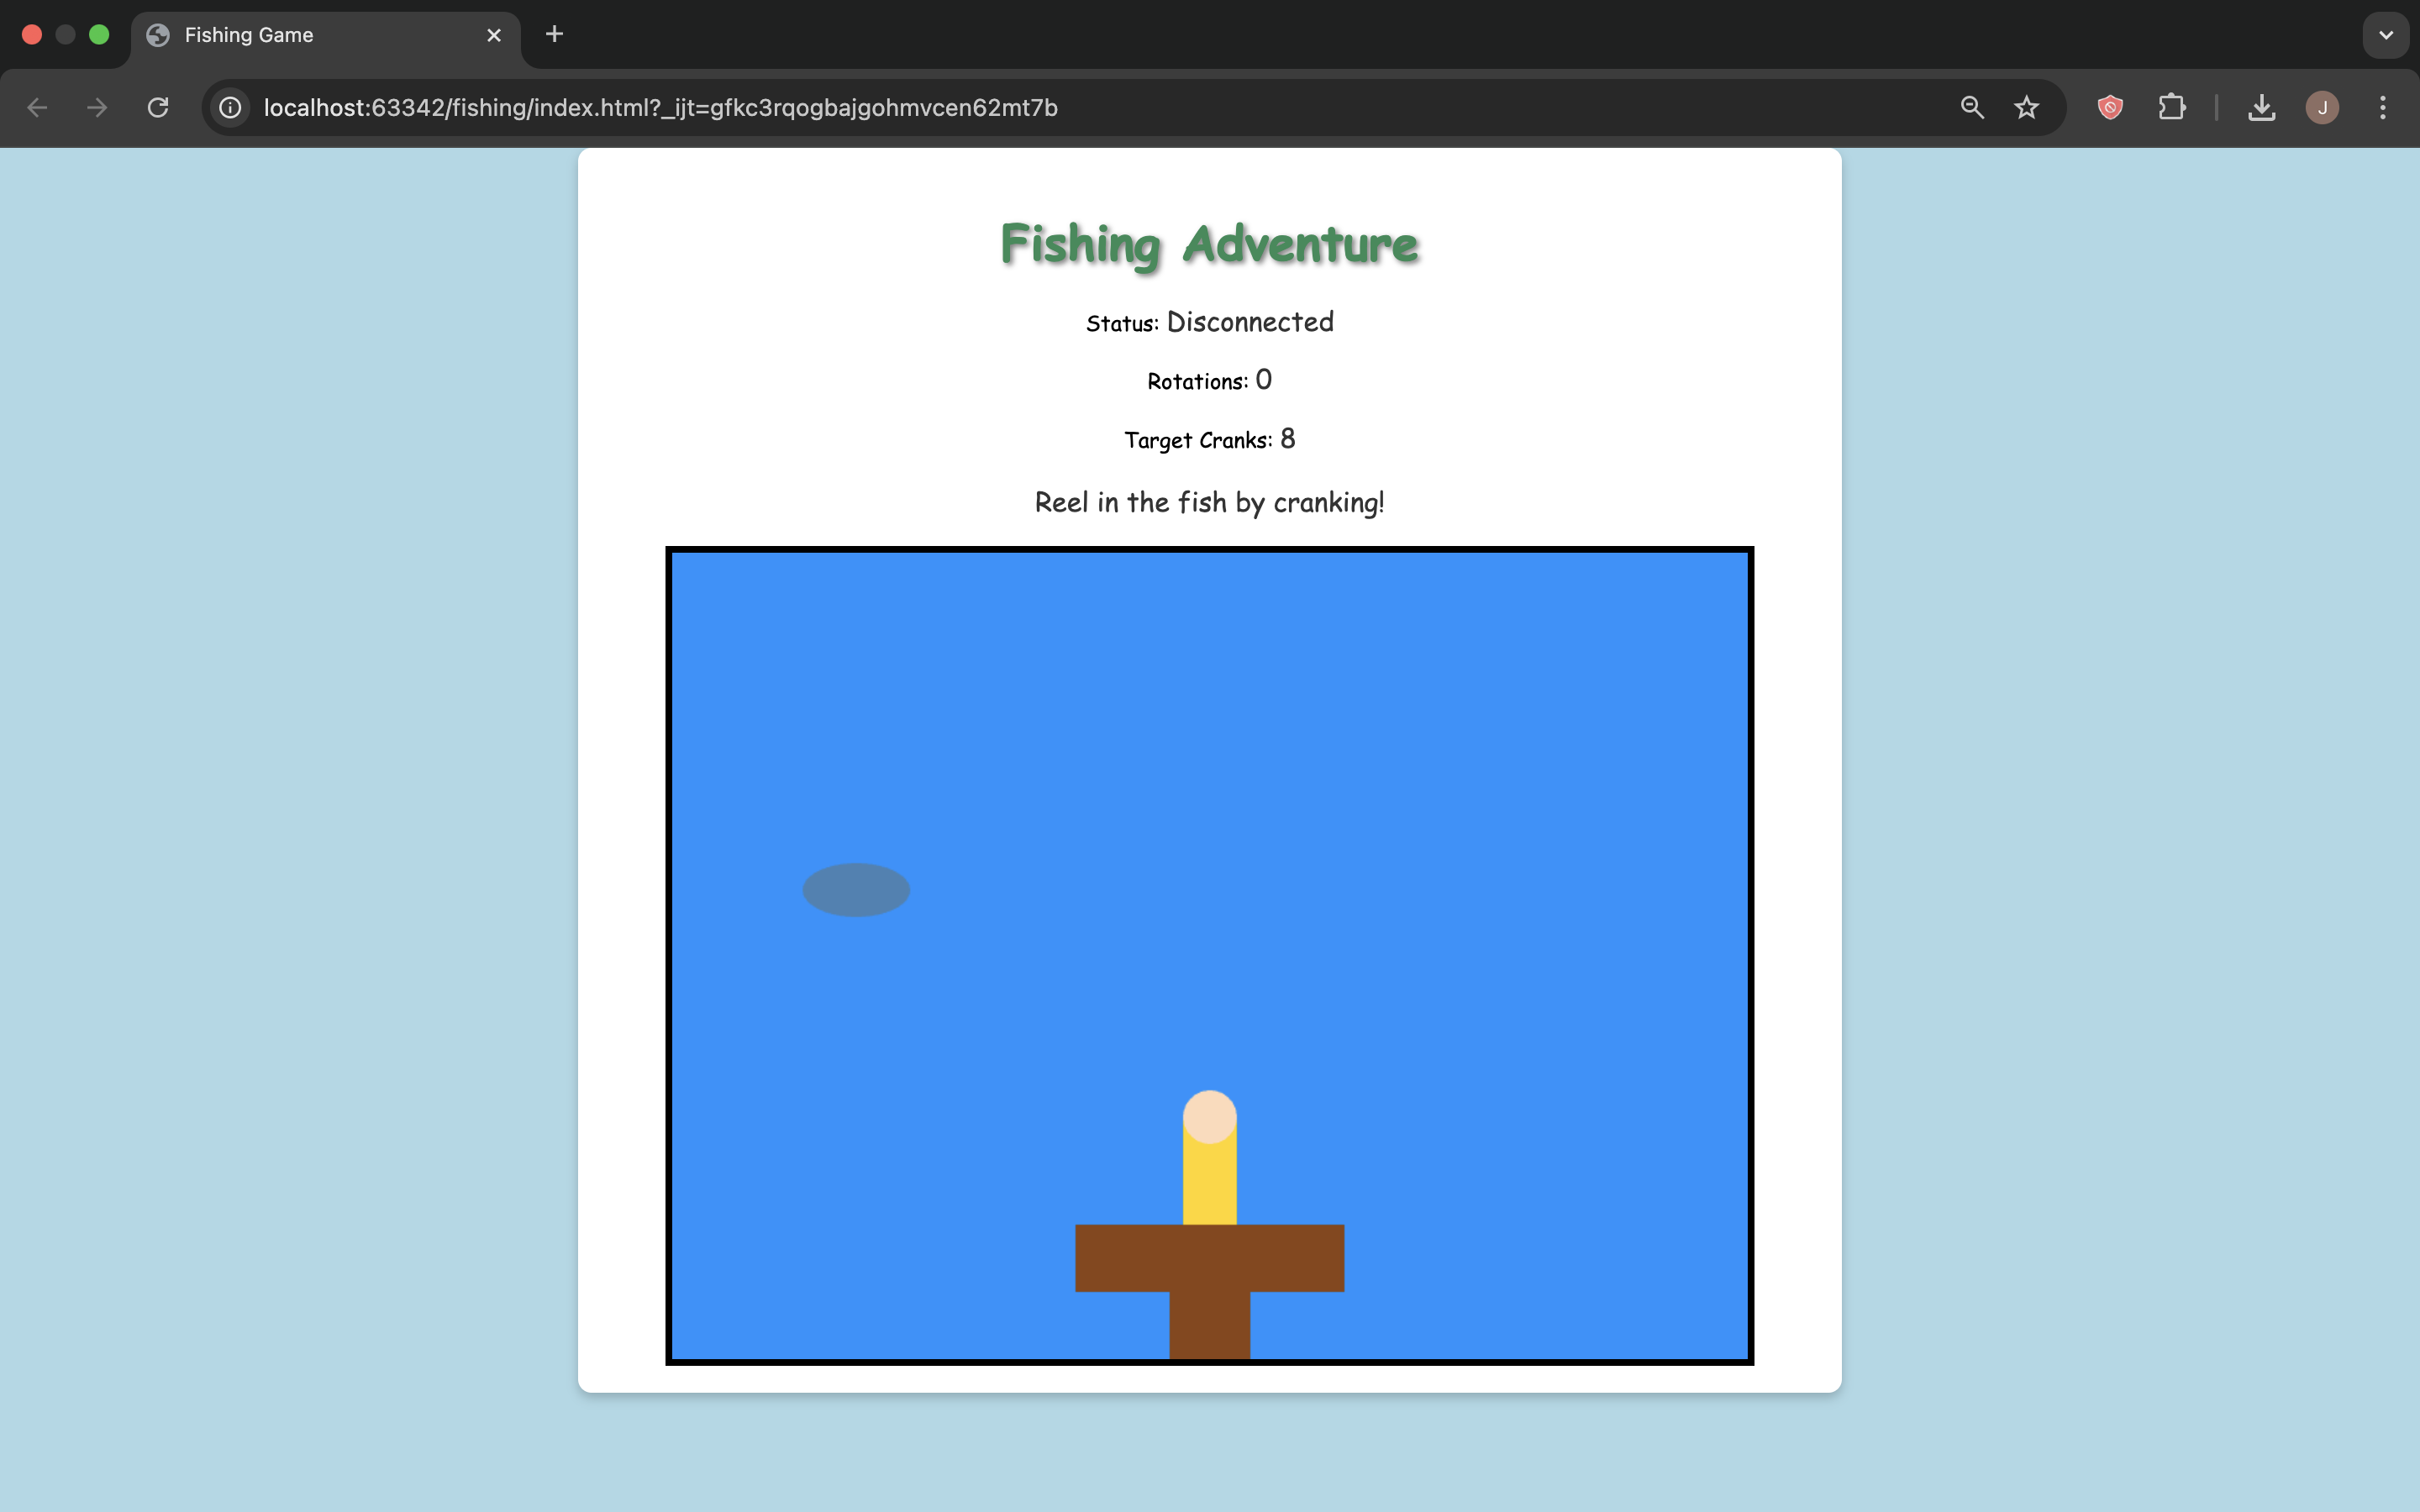 Fishing Game
localhost:63342/fishing/index.html?_ijt=gfkc3rqogbajgohmvcen62mt7b
J
Fishing Adventure
Status: Disconnected
Rotations: 0
Target Cranks: 8
Reel in the fish by cranking!